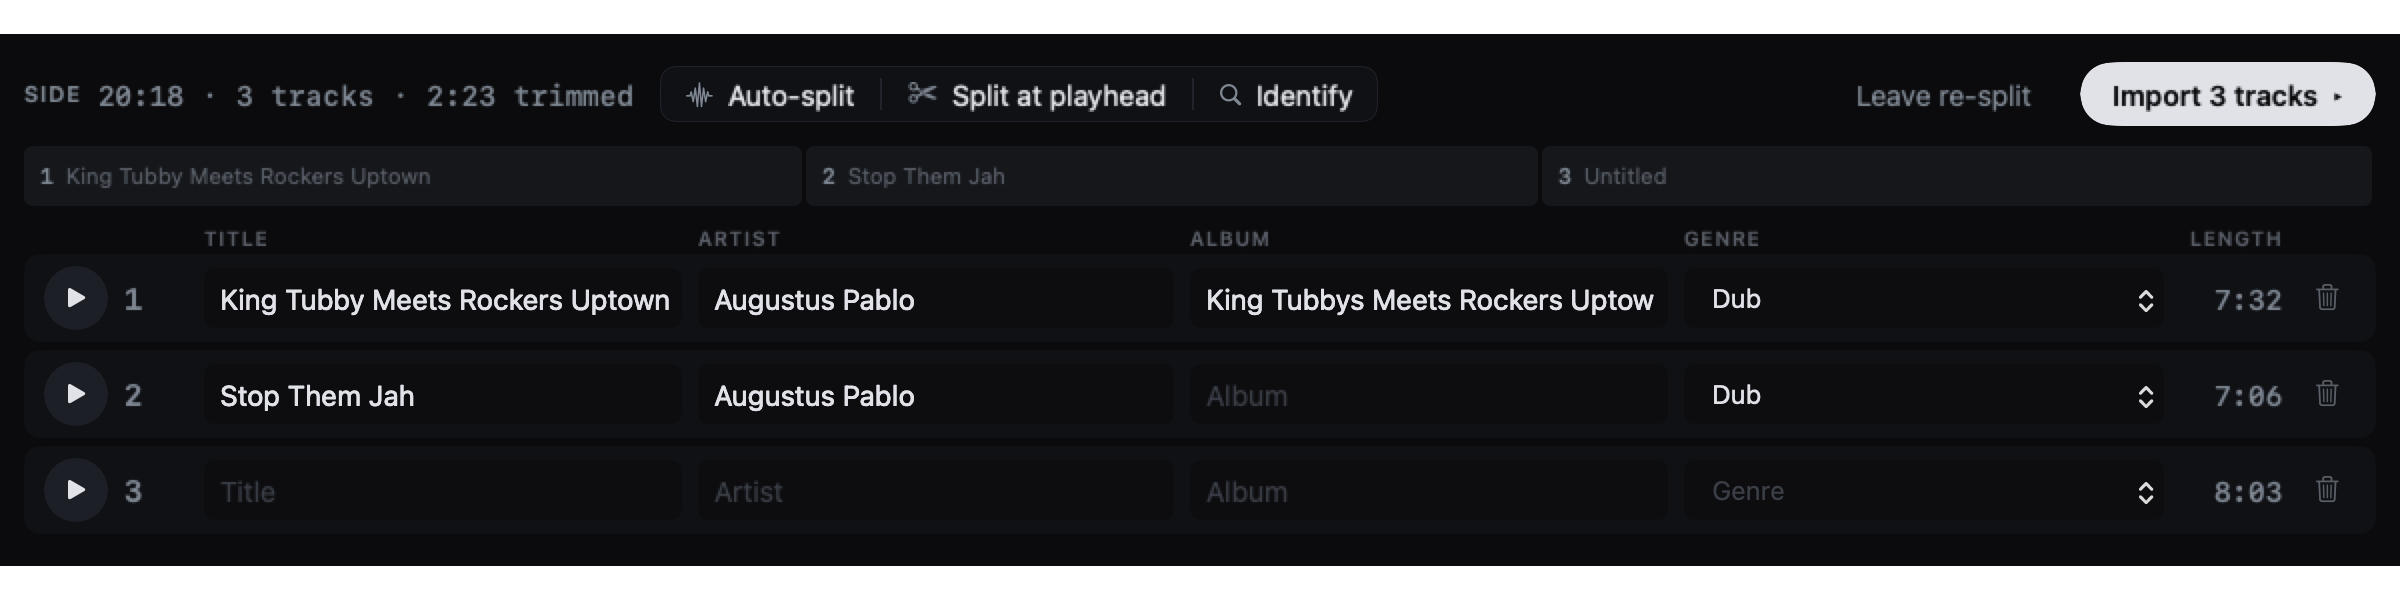 SIDE 20:18 · 3 tracks · 2:23 trimmed Auto-split Split at playhead Identify Leave re-split Import 3 tracks ▸
1 King Tubby Meets Rockers Uptown 2 Stop Them Jah 3 Untitled
TITLE ARTIST ALBUM GENRE LENGTH
1 King Tubby Meets Rockers Uptown Augustus Pablo King Tubbys Meets Rockers Uptow Dub 7:32
2 Stop Them Jah Augustus Pablo Album Dub 7:06
3 Title Artist Album Genre 8:03